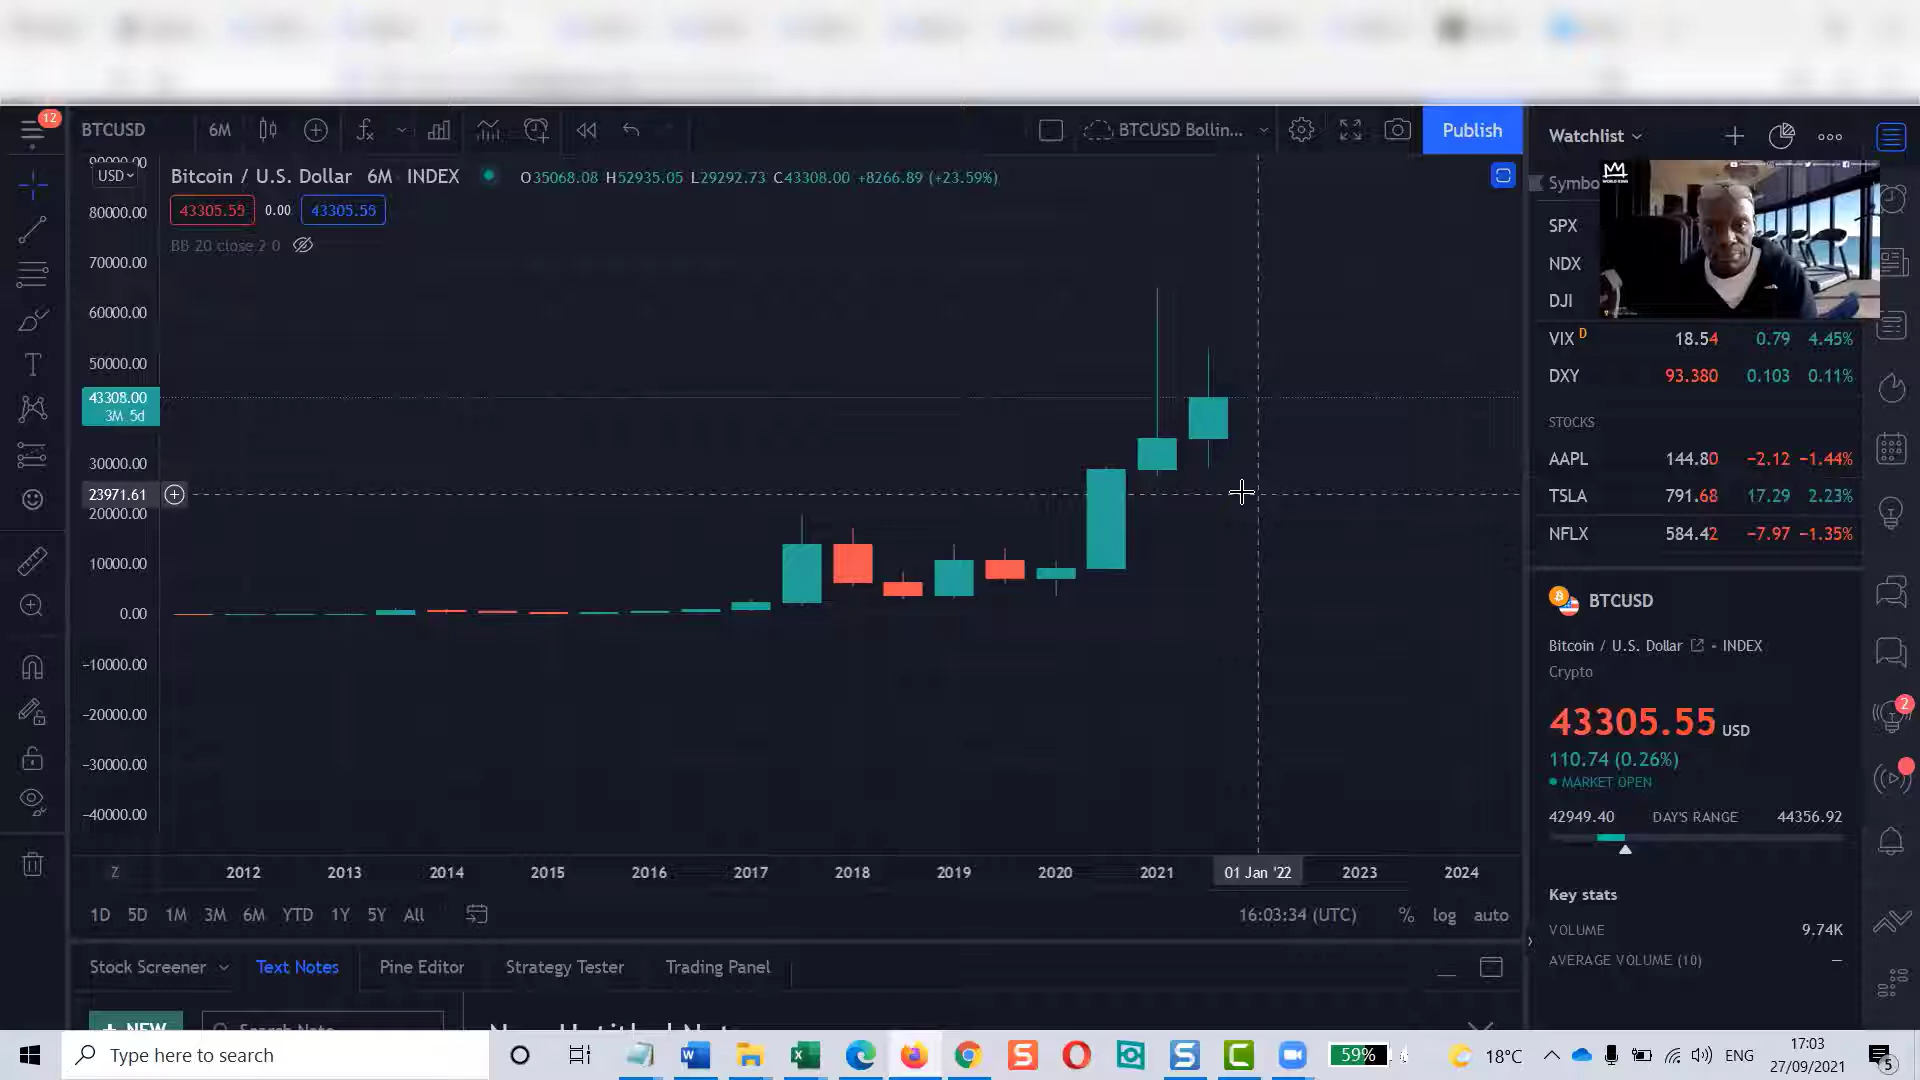 12
BTCUSD
6M
BTCUSD Bollin...
Publish
Watchlist
Bitcoin / U.S. Dollar 6M INDEX
O35068.08 H52935.05 L29292.73 C43308.00 +8266.89 (+23.59%)
43305.55 0.00 43305.55
BB 20 close 2 0
USD
90000.00
80000.00
70000.00
60000.00
50000.00
43308.00
3M 5d
30000.00
23971.61
20000.00
10000.00
0.00
−10000.00
−20000.00
−30000.00
−40000.00
Z
2012 2013 2014 2015 2016 2017 2018 2019 2020 2021 01 Jan '22 2023 2024
1D 5D 1M 3M 6M YTD 1Y 5Y All
16:03:34 (UTC) % log auto
Stock Screener Text Notes Pine Editor Strategy Tester Trading Panel
+ NEW
Search Note
Symbo
SPX
NDX
DJI
VIX D 18.54 0.79 4.45%
DXY 93.380 0.103 0.11%
STOCKS
AAPL 144.80 −2.12 −1.44%
TSLA 791.68 17.29 2.23%
NFLX 584.42 −7.97 −1.35%
BTCUSD
Bitcoin / U.S. Dollar - INDEX
Crypto
43305.55 USD
110.74 (0.26%)
MARKET OPEN
42949.40 DAY'S RANGE 44356.92
Key stats
VOLUME 9.74K
AVERAGE VOLUME (10) —
2
Type here to search
59%
18°C
ENG
17:03
27/09/2021
5